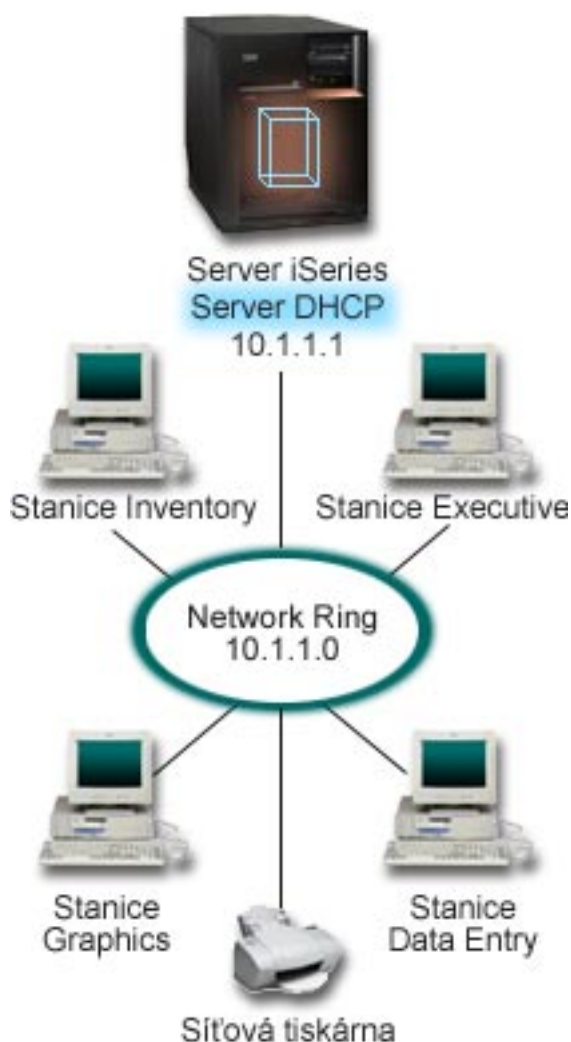 Server iSeries
Server DHCP
10.1.1.1
Stanice Inventory
Stanice Executive
Network Ring
10.1.1.0
Stanice
Graphics
Stanice
Data Entry
Síťová tiskárna